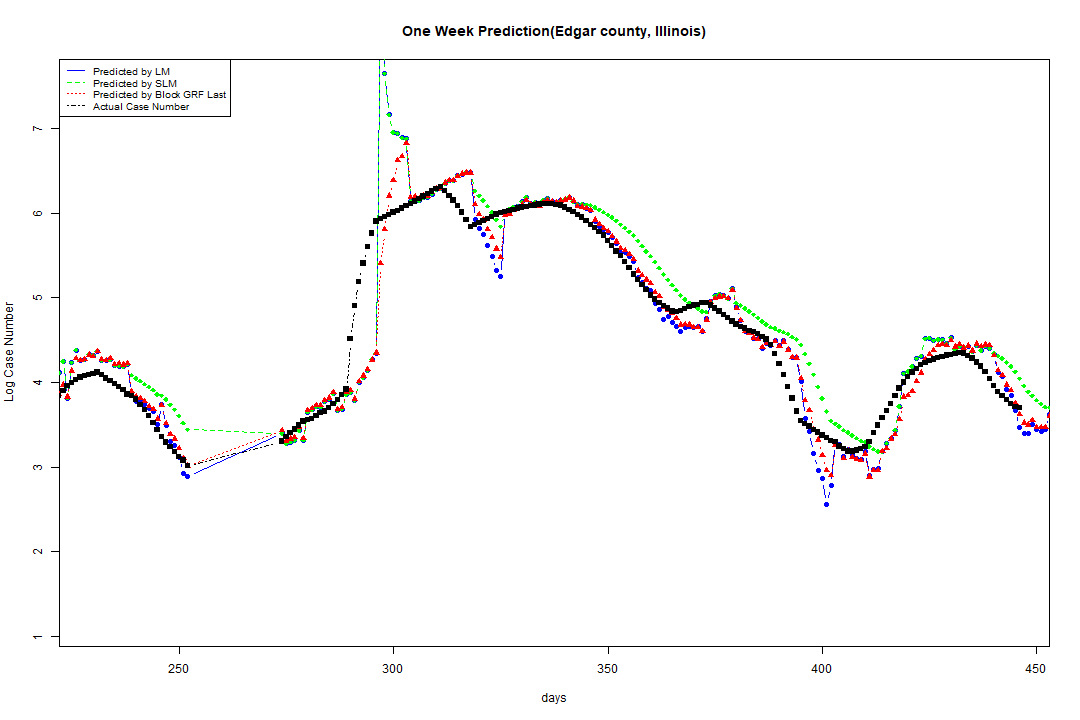 One Week Prediction(Edgar county, Illinois)
Predicted by LM
Predicted by SLM
Predicted by Block GRF Last
Actual Case Number
Log Case Number
7
6
5
4
3
2
1
250 300 350 400 450
days